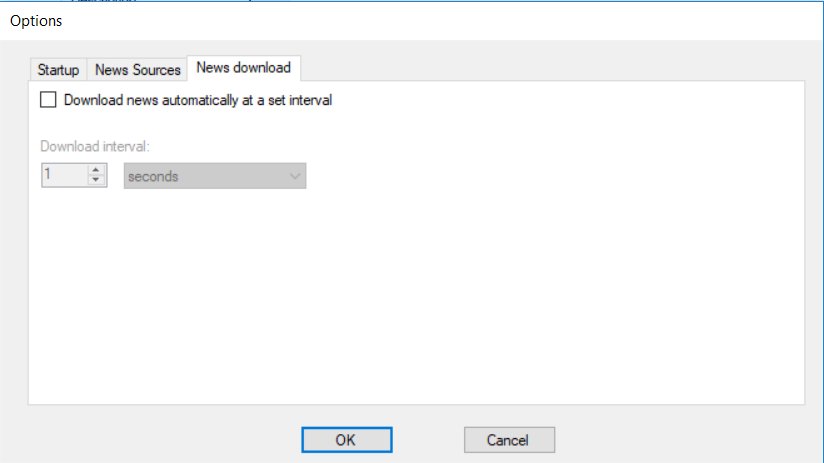 Options
Startup News Sources News download
Download news automatically at a set interval
Download interval:
1 seconds
OK Cancel